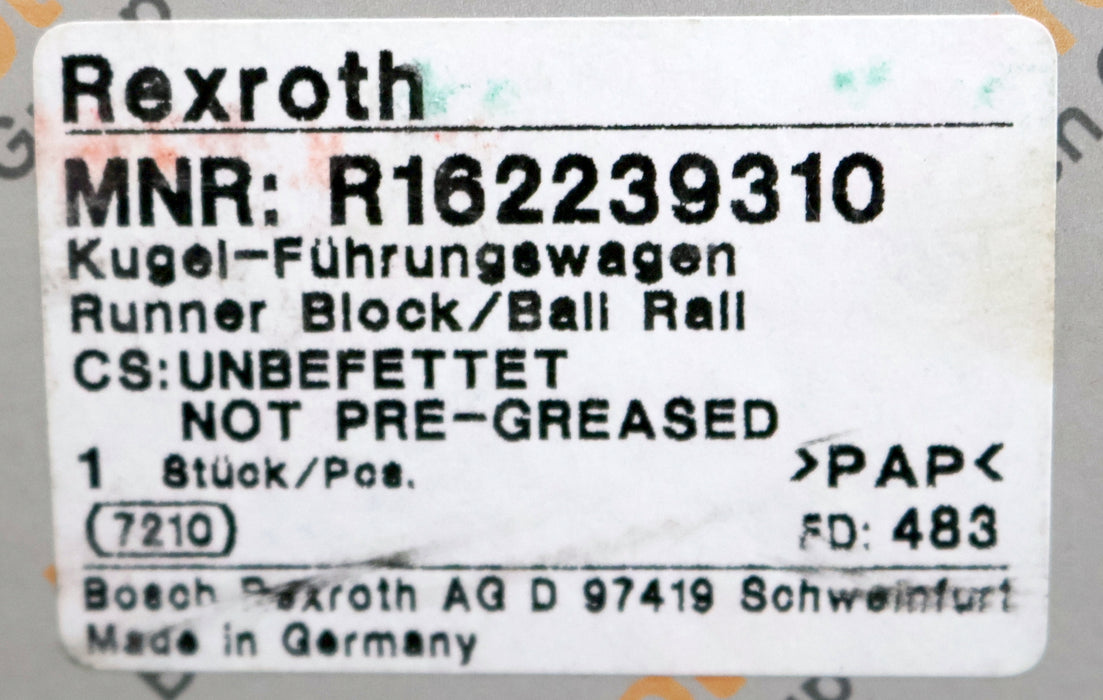 Rexroth
MNR: R162239310
Kugel-Führungswagen
Runner Block/Ball Rail
CS: UNBEFETTET
NOT PRE-GREASED
1 Stück/Pcs. >PAP<
7210 FD: 483
Bosch Rexroth AG D 97419 Schweinfurt
Made in Germany